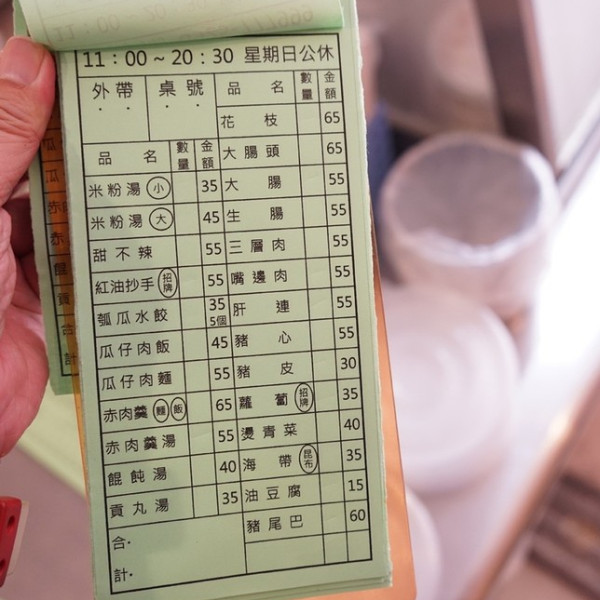 11：00～20：30 星期日公休
外帶・ 桌號・
品名 數量 金額
米粉湯 小 35
米粉湯 大 45
甜不辣 55
紅油抄手 招牌 55
瓠瓜水餃 35 5個
瓜仔肉飯 45
瓜仔肉麵 55
赤肉羹 麵 飯 65
赤肉羹湯 55
餛飩湯 40
貢丸湯 35
合計・
品名 數量 金額
花枝 65
大腸頭 65
大腸 55
生腸 55
三層肉 55
嘴邊肉 55
肝連 55
豬心 55
豬皮 30
蘿蔔 招牌 35
燙青菜 40
海帶 昆布 35
油豆腐 15
豬尾巴 60